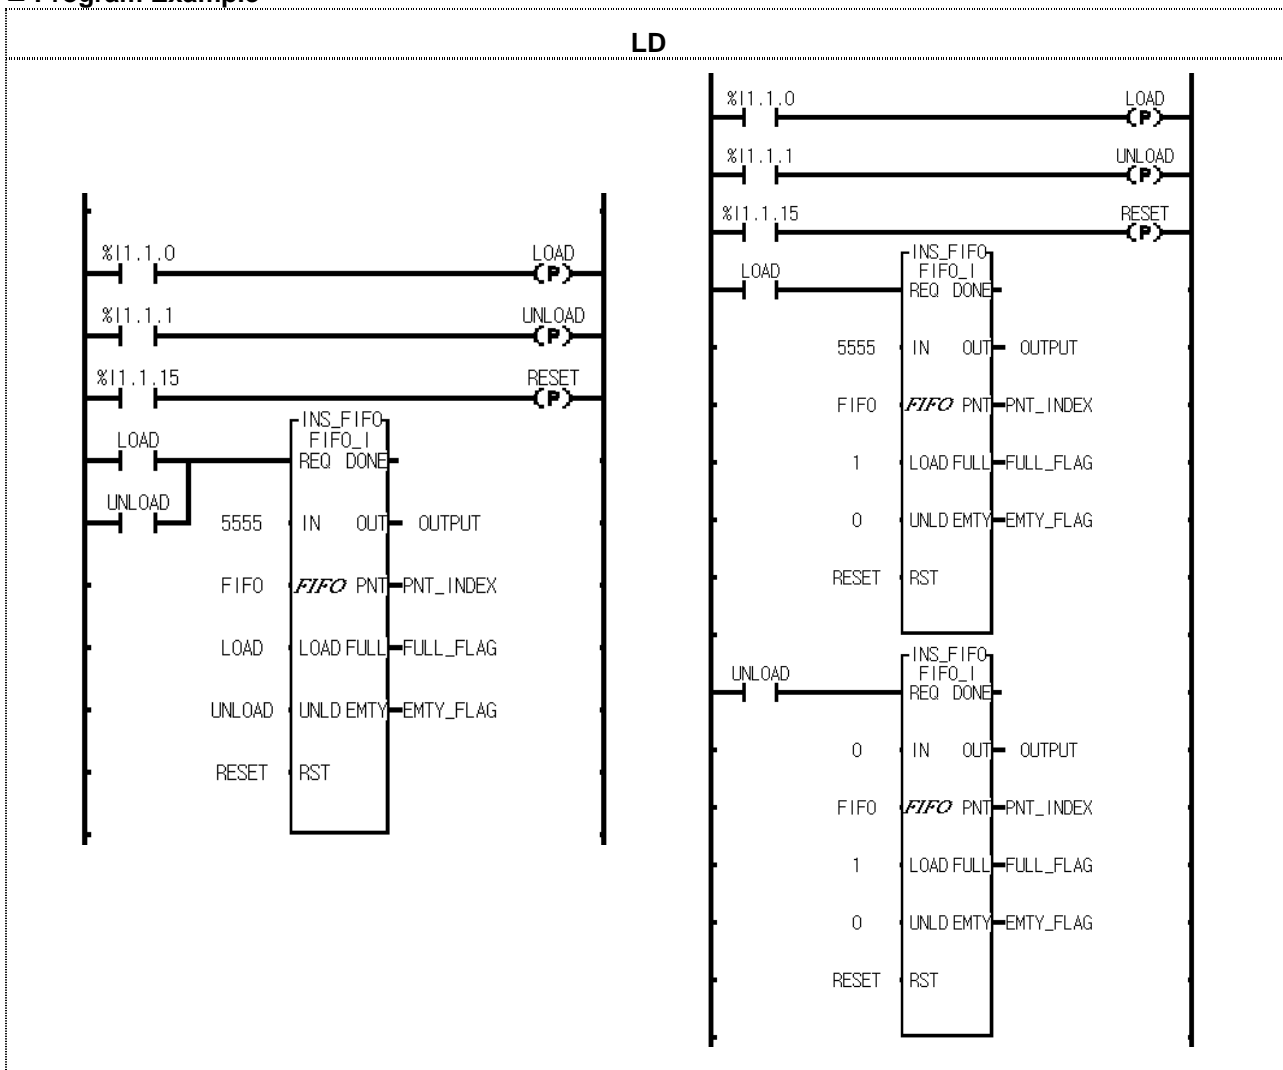 Program Example
LD
%I1.1.0 LOAD
(P)
%I1.1.1 UNLOAD
(P)
%I1.1.15 RESET
(P)
INS_FIFO
LOAD FIFO_I
REQ DONE
UNLOAD
5555 IN OUT OUTPUT
FIFO FIFO PNT PNT_INDEX
LOAD LOAD FULL FULL_FLAG
UNLOAD UNLD EMTY EMTY_FLAG
RESET RST
%I1.1.0 LOAD
(P)
%I1.1.1 UNLOAD
(P)
%I1.1.15 RESET
(P)
INS_FIFO
LOAD FIFO_I
REQ DONE
5555 IN OUT OUTPUT
FIFO FIFO PNT PNT_INDEX
1 LOAD FULL FULL_FLAG
0 UNLD EMTY EMTY_FLAG
RESET RST
INS_FIFO
UNLOAD FIFO_I
REQ DONE
0 IN OUT OUTPUT
FIFO FIFO PNT PNT_INDEX
1 LOAD FULL FULL_FLAG
0 UNLD EMTY EMTY_FLAG
RESET RST